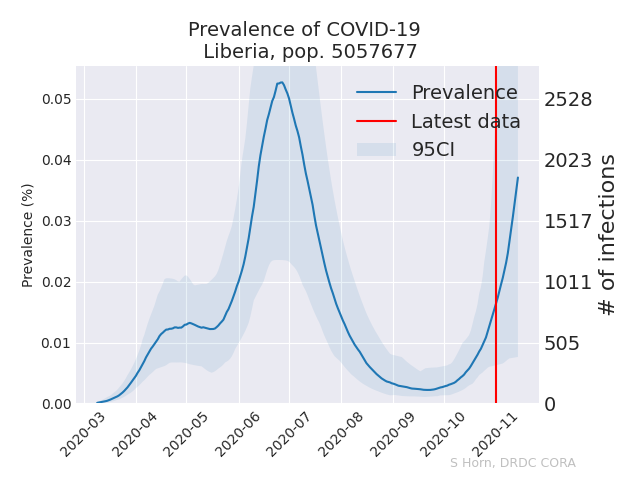 Prevalence of COVID-19
Liberia, pop. 5057677
Prevalence
Latest data
95CI
0.05
0.04
0.03
0.02
0.01
0.00
Prevalence (%)
2528
2023
1517
1011
505
0
# of infections
2020-03
2020-04
2020-05
2020-06
2020-07
2020-08
2020-09
2020-10
2020-11
S Horn, DRDC CORA